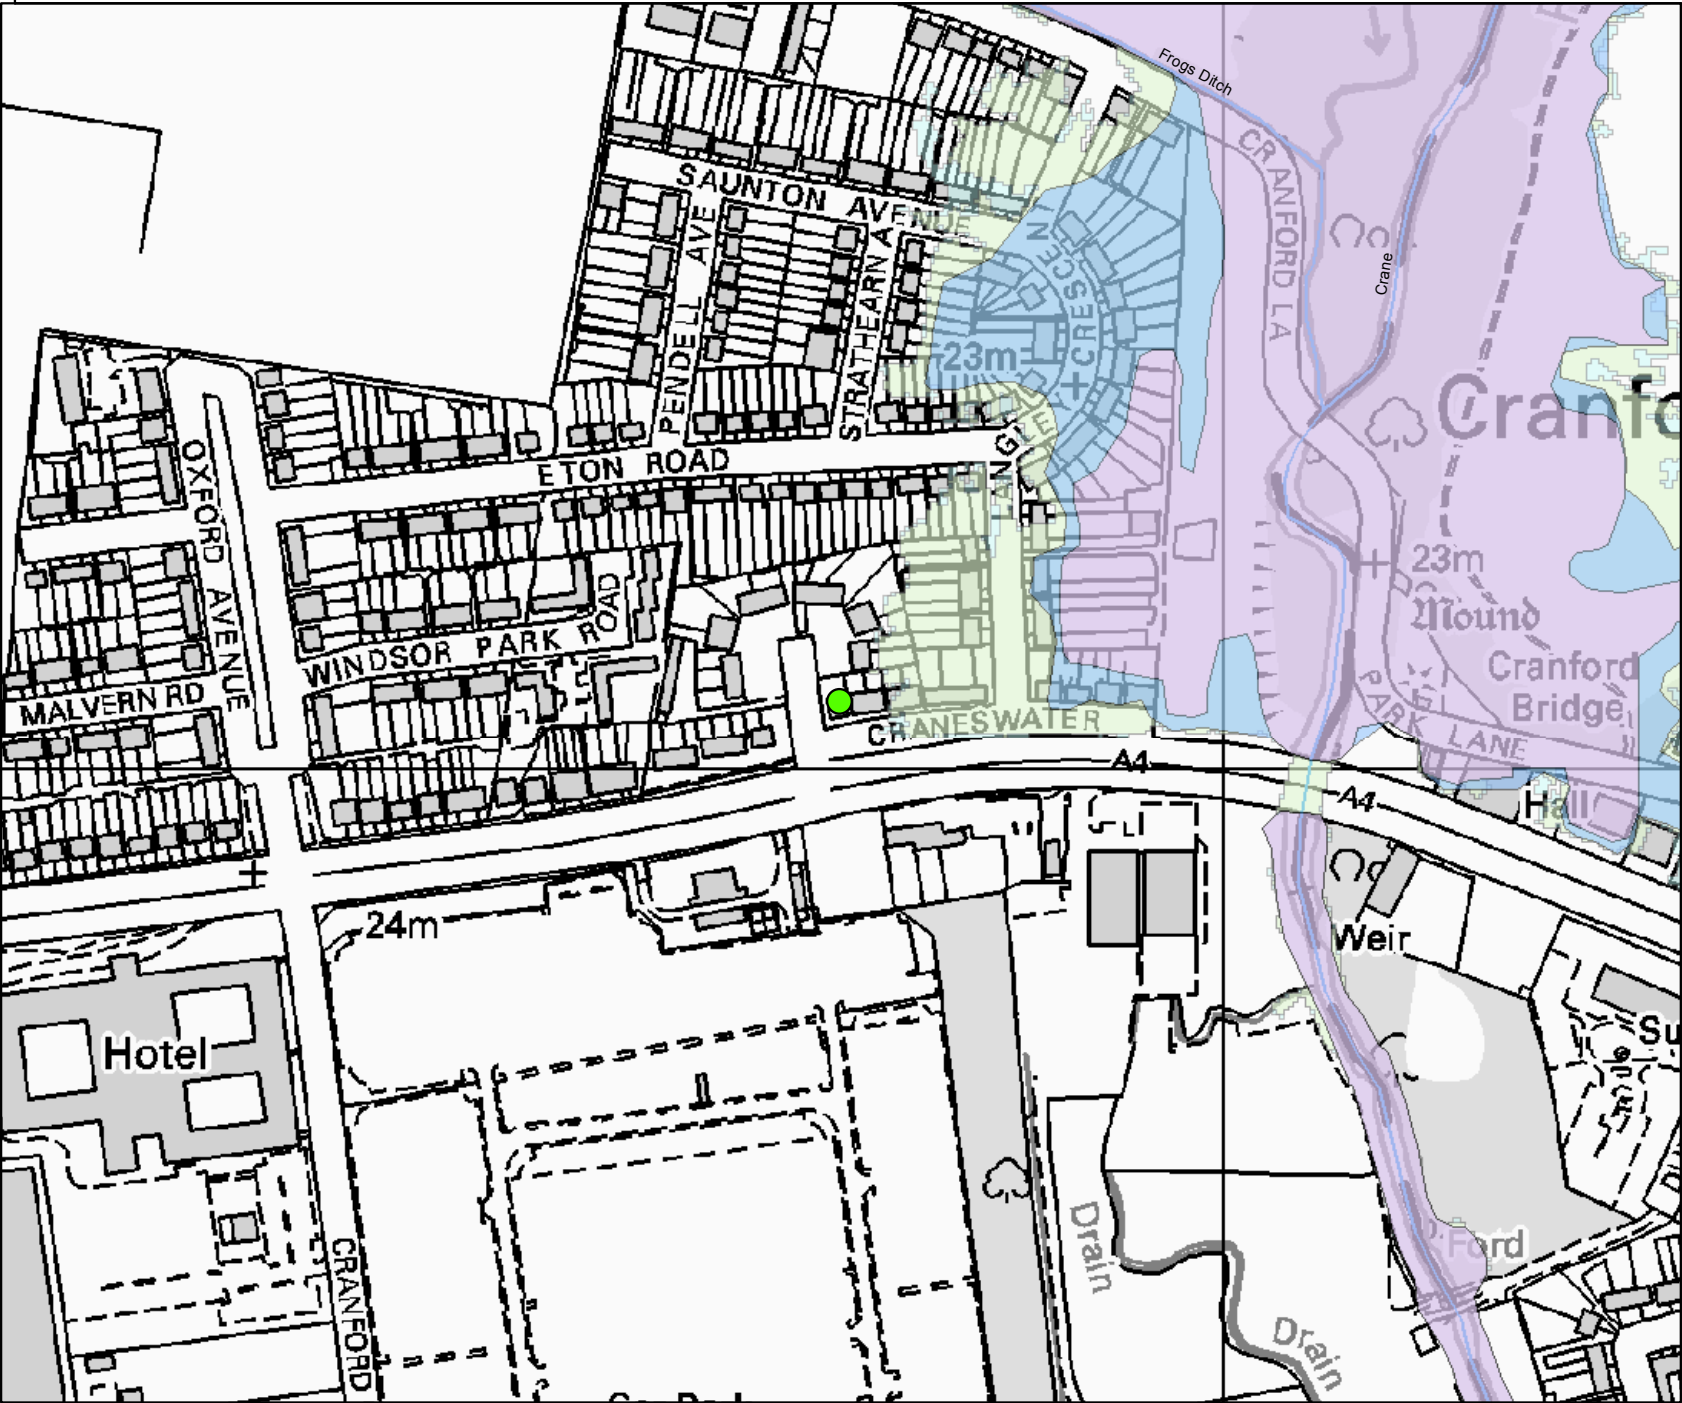 Frogs Ditch
CRANFORD LA
SAUNTON AVENUE
PENDELL AVE
STRATHEARN A
CRESCEN
Crane
23m
Cranfo
ETON ROAD
OXFORD AVENUE
23m
Mound
WINDSOR PARK ROAD
Cranford
Bridge
MALVERN RD
PARK LANE
CRANESWATER
A4
A4
Hall
24m
Weir
Hotel
Su
Drain
Ford
CRANFORD
Drain